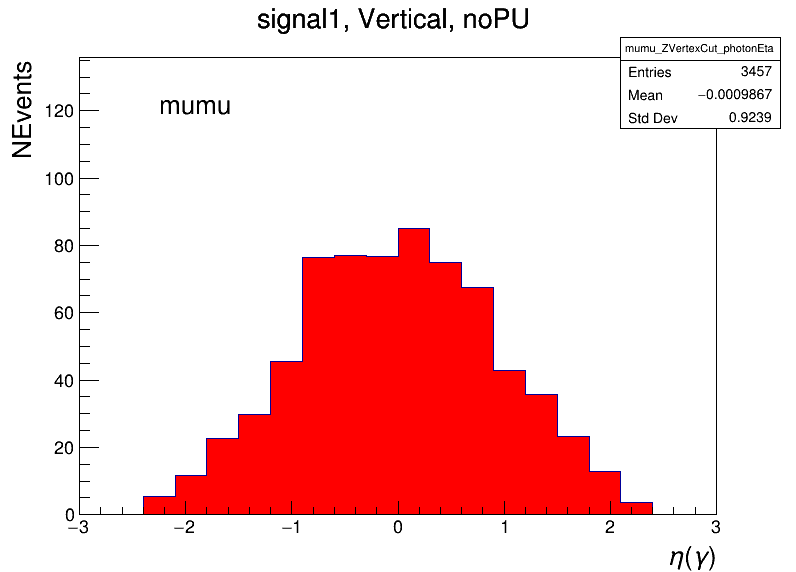 signal1, Vertical, noPU
mumu_ZVertexCut_photonEta
Entries 3457
Mean −0.0009867
Std Dev 0.9239
NEvents
mumu
120
100
80
60
40
20
0
−3 −2 −1 0 1 2 3
η(γ)